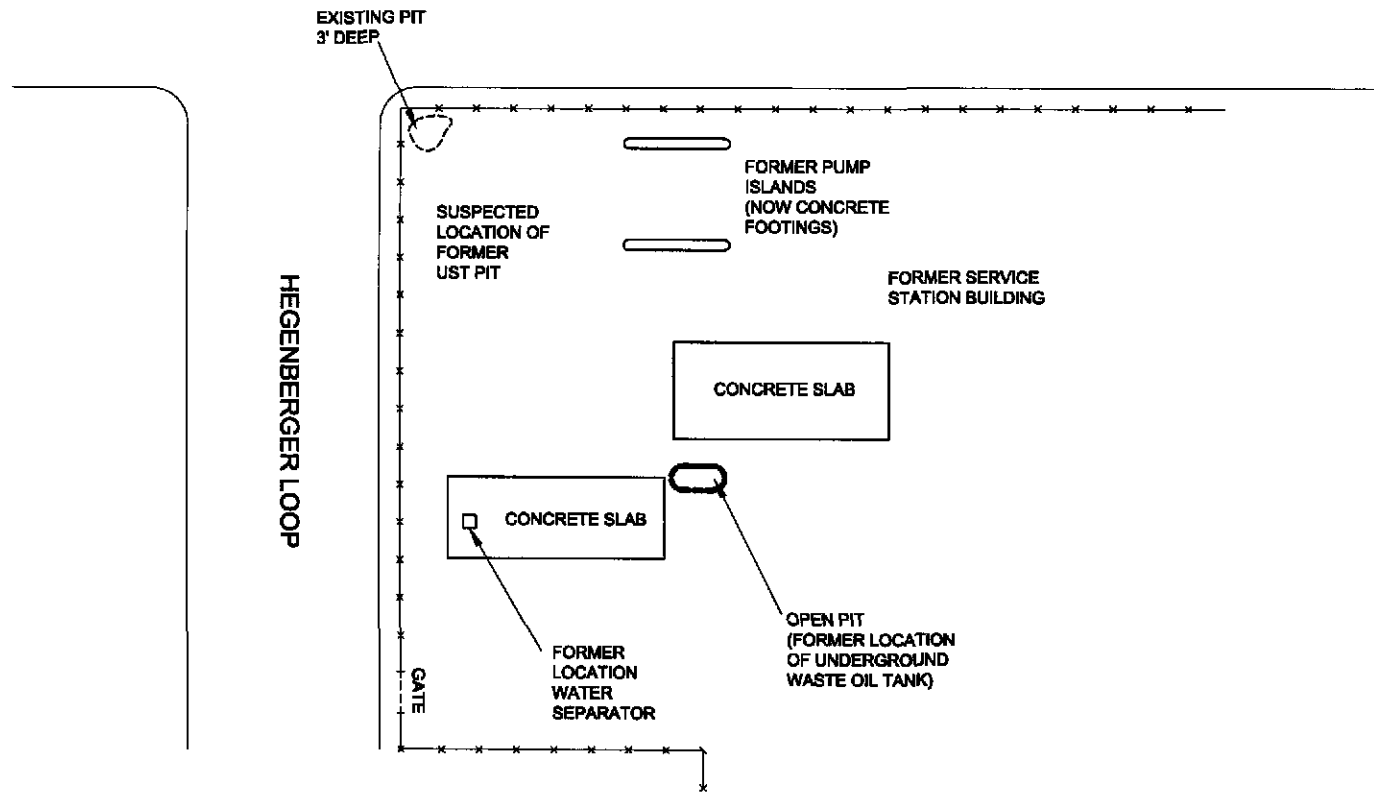 EXISTING PIT
3' DEEP
FORMER PUMP
ISLANDS
(NOW CONCRETE
FOOTINGS)
SUSPECTED
LOCATION OF
FORMER
UST PIT
FORMER SERVICE
STATION BUILDING
HEGENBERGER LOOP
CONCRETE SLAB
CONCRETE SLAB
OPEN PIT
(FORMER LOCATION
OF UNDERGROUND
WASTE OIL TANK)
FORMER
LOCATION
WATER
SEPARATOR
GATE